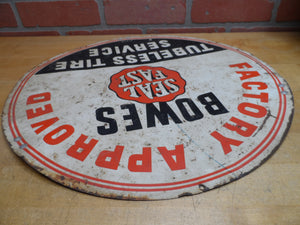 TUBELESS TIRE
SERVICE
SEAL
FAST
BOWES
FACTORY APPROVED